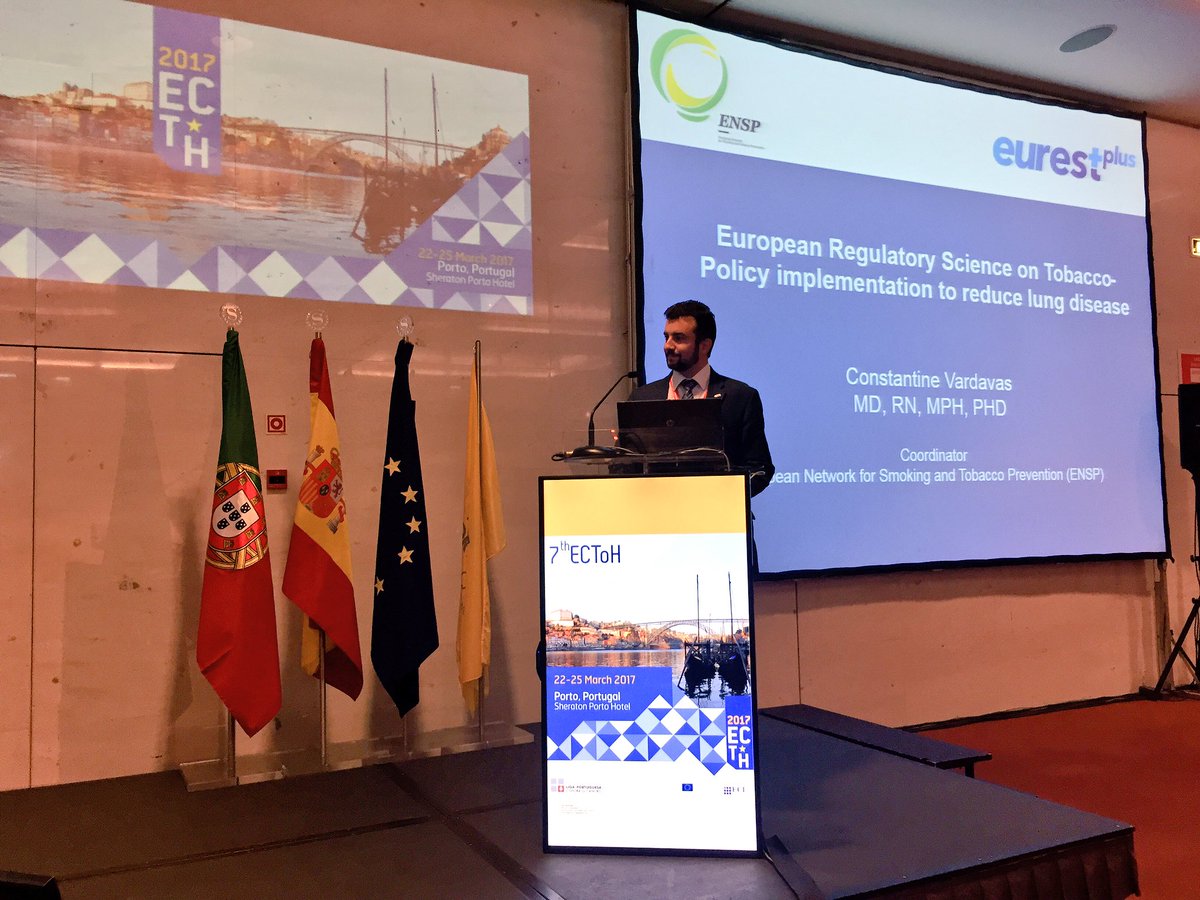 2017
EC
TH
22-25 March 2017
Porto, Portugal
Sheraton Porto Hotel
ENSP
eurest plus
European Regulatory Science on Tobacco-
Policy implementation to reduce lung disease
Constantine Vardavas
MD, RN, MPH, PHD
Coordinator
Network for Smoking and Tobacco Prevention (ENSP)
7th ECToH
22-25 March 2017
Porto, Portugal
Sheraton Porto Hotel
2017
EC
TH
LIGA PORTUGUESA